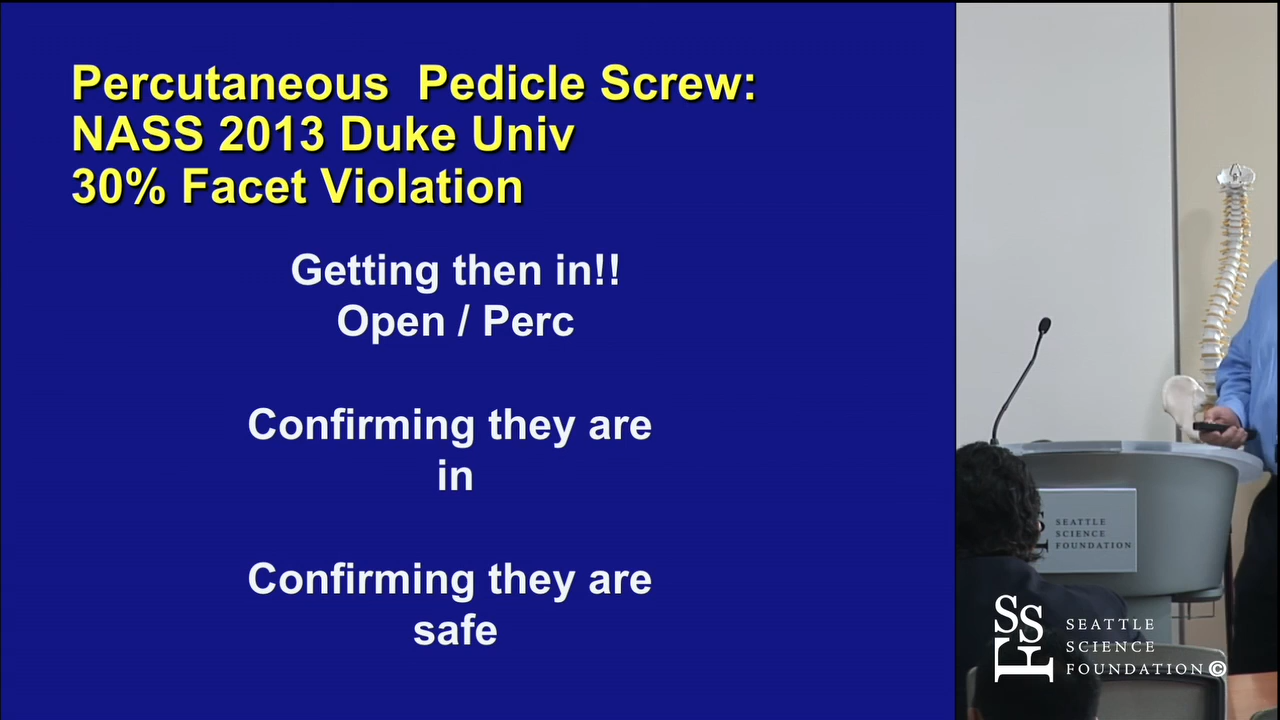 Percutaneous Pedicle Screw:
NASS 2013 Duke Univ
30% Facet Violation
Getting then in!!
Open / Perc
Confirming they are
in
Confirming they are
safe
SEATTLE
SCIENCE
FOUNDATION
SSF
SEATTLE
SCIENCE
FOUNDATION©